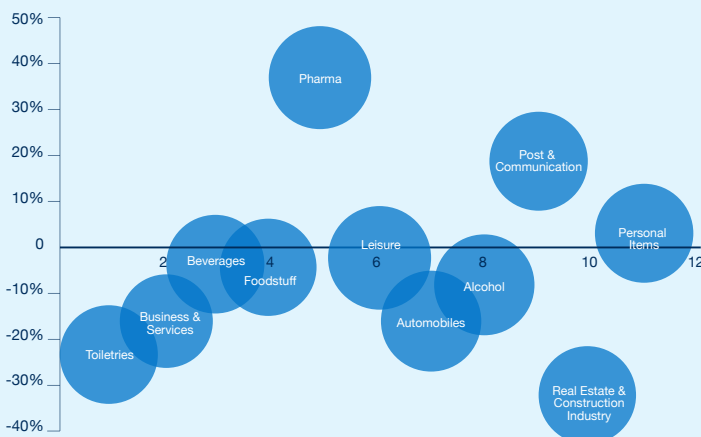 50%
40%
Pharma
30%
20%
Post &
Communication
10%
Personal
Items
0
Leisure
2
4
6
8
10
12
Beverages
Foodstuff
-10%
Alcohol
Business &
Services
Automobiles
-20%
Toiletries
-30%
Real Estate &
Construction
Industry
-40%